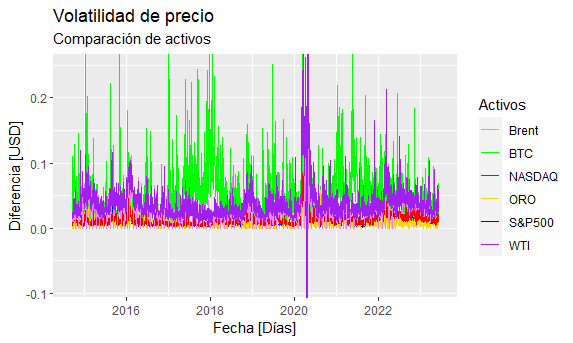 Volatilidad de precio
Comparación de activos
Diferencia [USD]
0.2
0.1
0.0
-0.1
2016
2018
2020
2022
Fecha [Días]
Activos
Brent
BTC
NASDAQ
ORO
S&P500
WTI